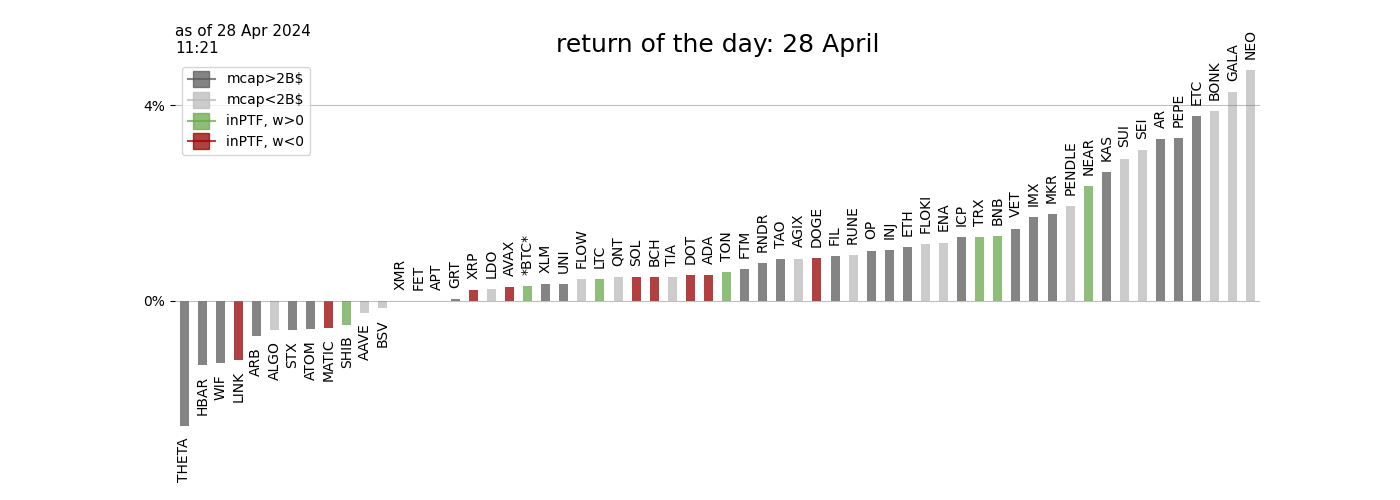 as of 28 Apr 2024
11:21
return of the day: 28 April
mcap>2B$
mcap<2B$
inPTF, w>0
inPTF, w<0
4%
0%
THETA
HBAR
WIF
LINK
ARB
ALGO
STX
ATOM
MATIC
SHIB
AAVE
BSV
XMR
FET
APT
GRT
XRP
LDO
AVAX
*BTC*
XLM
UNI
FLOW
LTC
QNT
SOL
BCH
TIA
DOT
ADA
TON
FTM
RNDR
TAO
AGIX
DOGE
FIL
RUNE
OP
INJ
ETH
FLOKI
ENA
ICP
TRX
BNB
VET
IMX
MKR
PENDLE
NEAR
KAS
SUI
SEI
AR
PEPE
ETC
BONK
GALA
NEO